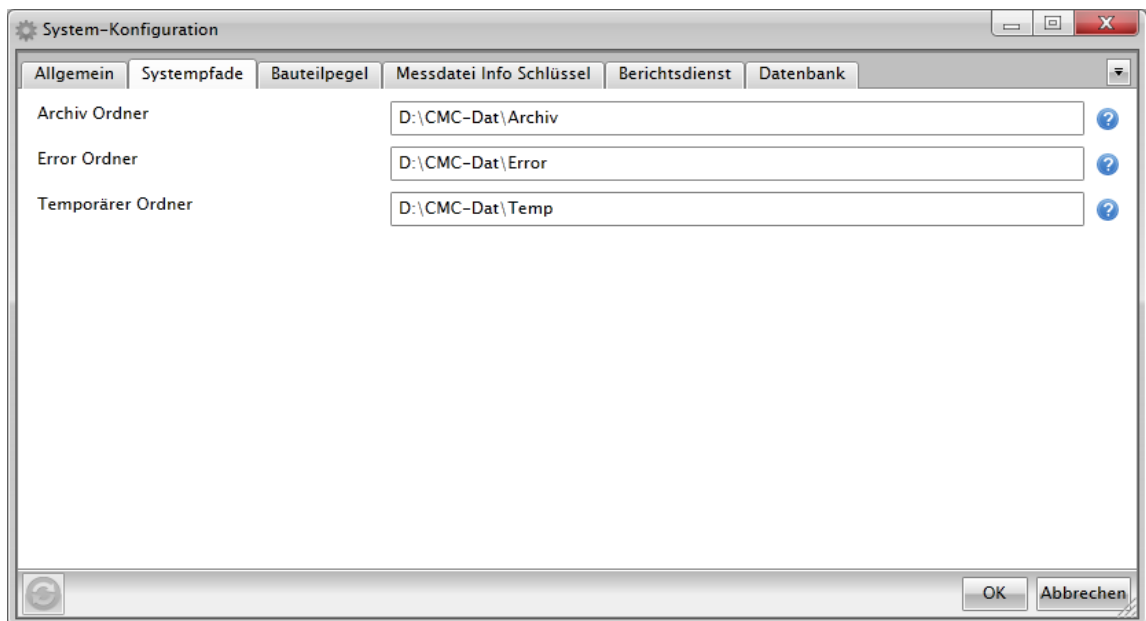 System-Konfiguration
Allgemein Systempfade Bauteilpegel Messdatei Info Schlüssel Berichtsdienst Datenbank
Archiv Ordner D:\CMC-Dat\Archiv
Error Ordner D:\CMC-Dat\Error
Temporärer Ordner D:\CMC-Dat\Temp
OK Abbrechen